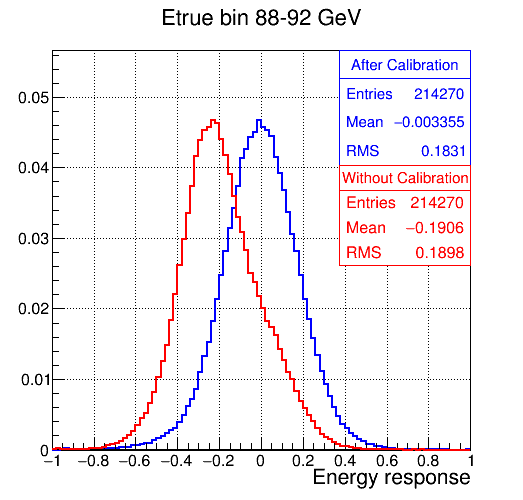 Etrue bin 88-92 GeV
After Calibration
Entries 214270
Mean −0.003355
RMS 0.1831
Without Calibration
Entries 214270
Mean −0.1906
RMS 0.1898
0.05
0.04
0.03
0.02
0.01
0
−1 −0.8 −0.6 −0.4 −0.2 0 0.2 0.4 0.6 0.8 1
Energy response